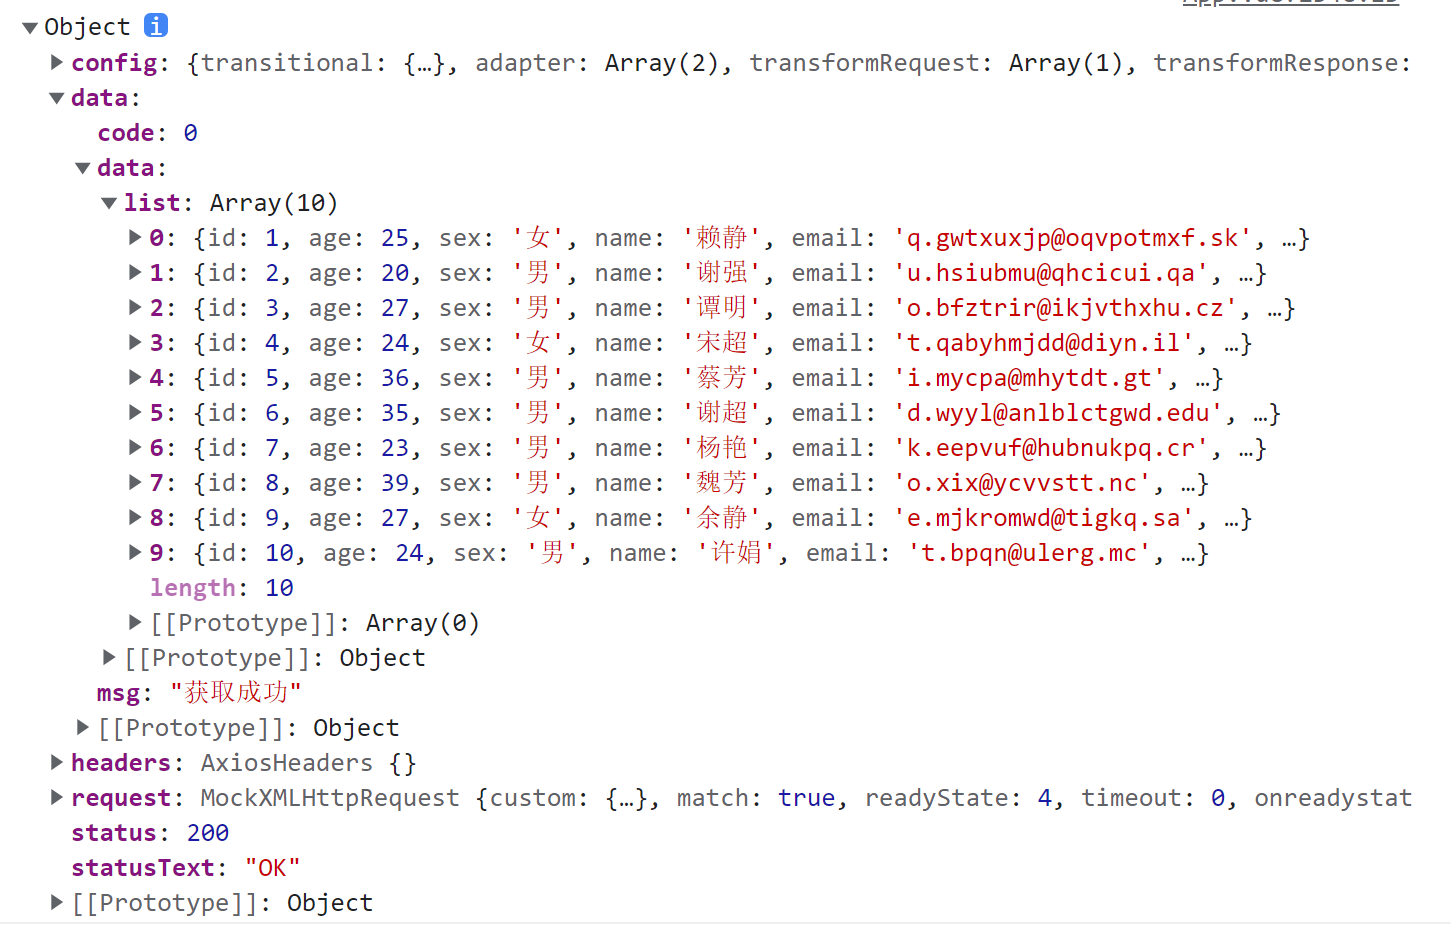 ▼Object i
▶config: {transitional: {…}, adapter: Array(2), transformRequest: Array(1), transformResponse:
▼data:
code: 0
▼data:
▼list: Array(10)
▶0: {id: 1, age: 25, sex: '女', name: '赖静', email: 'q.gwtxuxjp@oqvpotmxf.sk', …}
▶1: {id: 2, age: 20, sex: '男', name: '谢强', email: 'u.hsiubmu@qhcicui.qa', …}
▶2: {id: 3, age: 27, sex: '男', name: '谭明', email: 'o.bfztrir@ikjvthxhu.cz', …}
▶3: {id: 4, age: 24, sex: '女', name: '宋超', email: 't.qabyhmjdd@diyn.il', …}
▶4: {id: 5, age: 36, sex: '男', name: '蔡芳', email: 'i.mycpa@mhytdt.gt', …}
▶5: {id: 6, age: 35, sex: '男', name: '谢超', email: 'd.wyyl@anlblctgwd.edu', …}
▶6: {id: 7, age: 23, sex: '男', name: '杨艳', email: 'k.eepvuf@hubnukpq.cr', …}
▶7: {id: 8, age: 39, sex: '男', name: '魏芳', email: 'o.xix@ycvvstt.nc', …}
▶8: {id: 9, age: 27, sex: '女', name: '余静', email: 'e.mjkromwd@tigkq.sa', …}
▶9: {id: 10, age: 24, sex: '男', name: '许娟', email: 't.bpqn@ulerg.mc', …}
length: 10
▶[[Prototype]]: Array(0)
▶[[Prototype]]: Object
msg: "获取成功"
▶[[Prototype]]: Object
▶headers: AxiosHeaders {}
▶request: MockXMLHttpRequest {custom: {…}, match: true, readyState: 4, timeout: 0, onreadystat
status: 200
statusText: "OK"
▶[[Prototype]]: Object